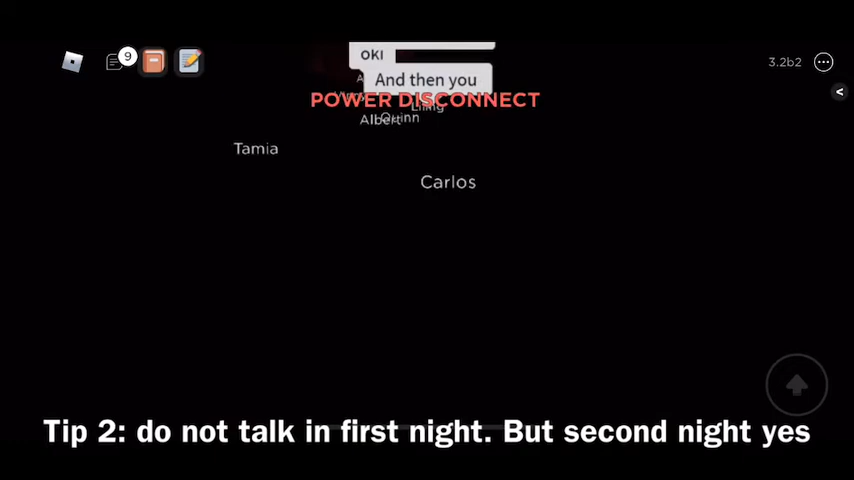 9
3.2b2
OKI
And then you
POWER DISCONNECT
<
Albert
Quinn
Tamia
Carlos
Tip 2: do not talk in first night. But second night yes